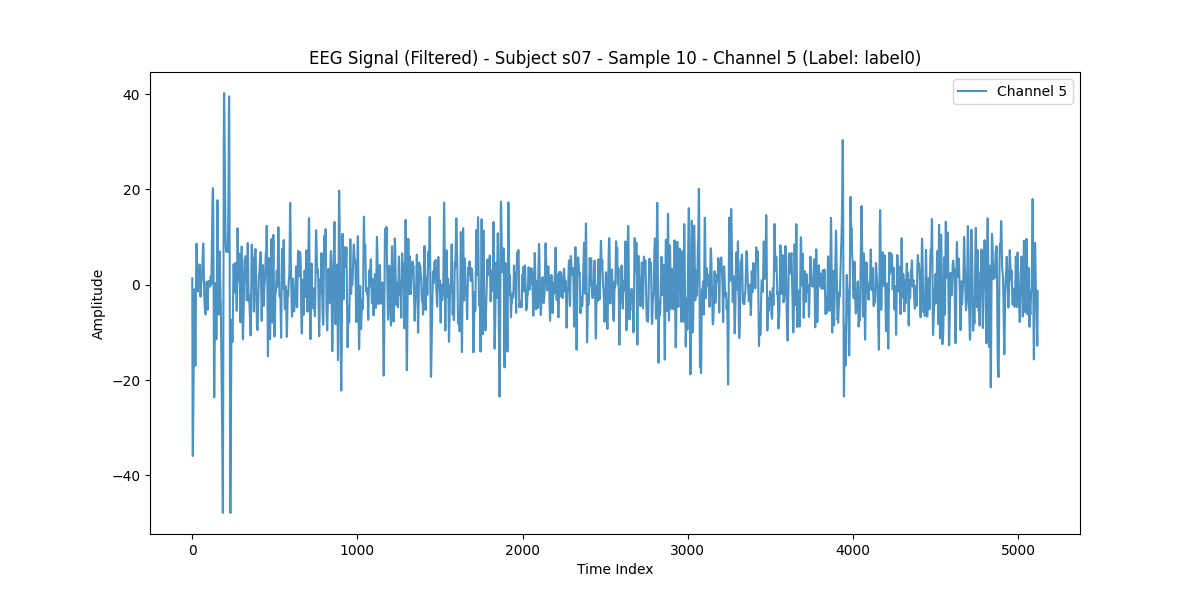 EEG Signal (Filtered) - Subject s07 - Sample 10 - Channel 5 (Label: label0)
Channel 5
40
20
0
−20
−40
Amplitude
0 1000 2000 3000 4000 5000
Time Index